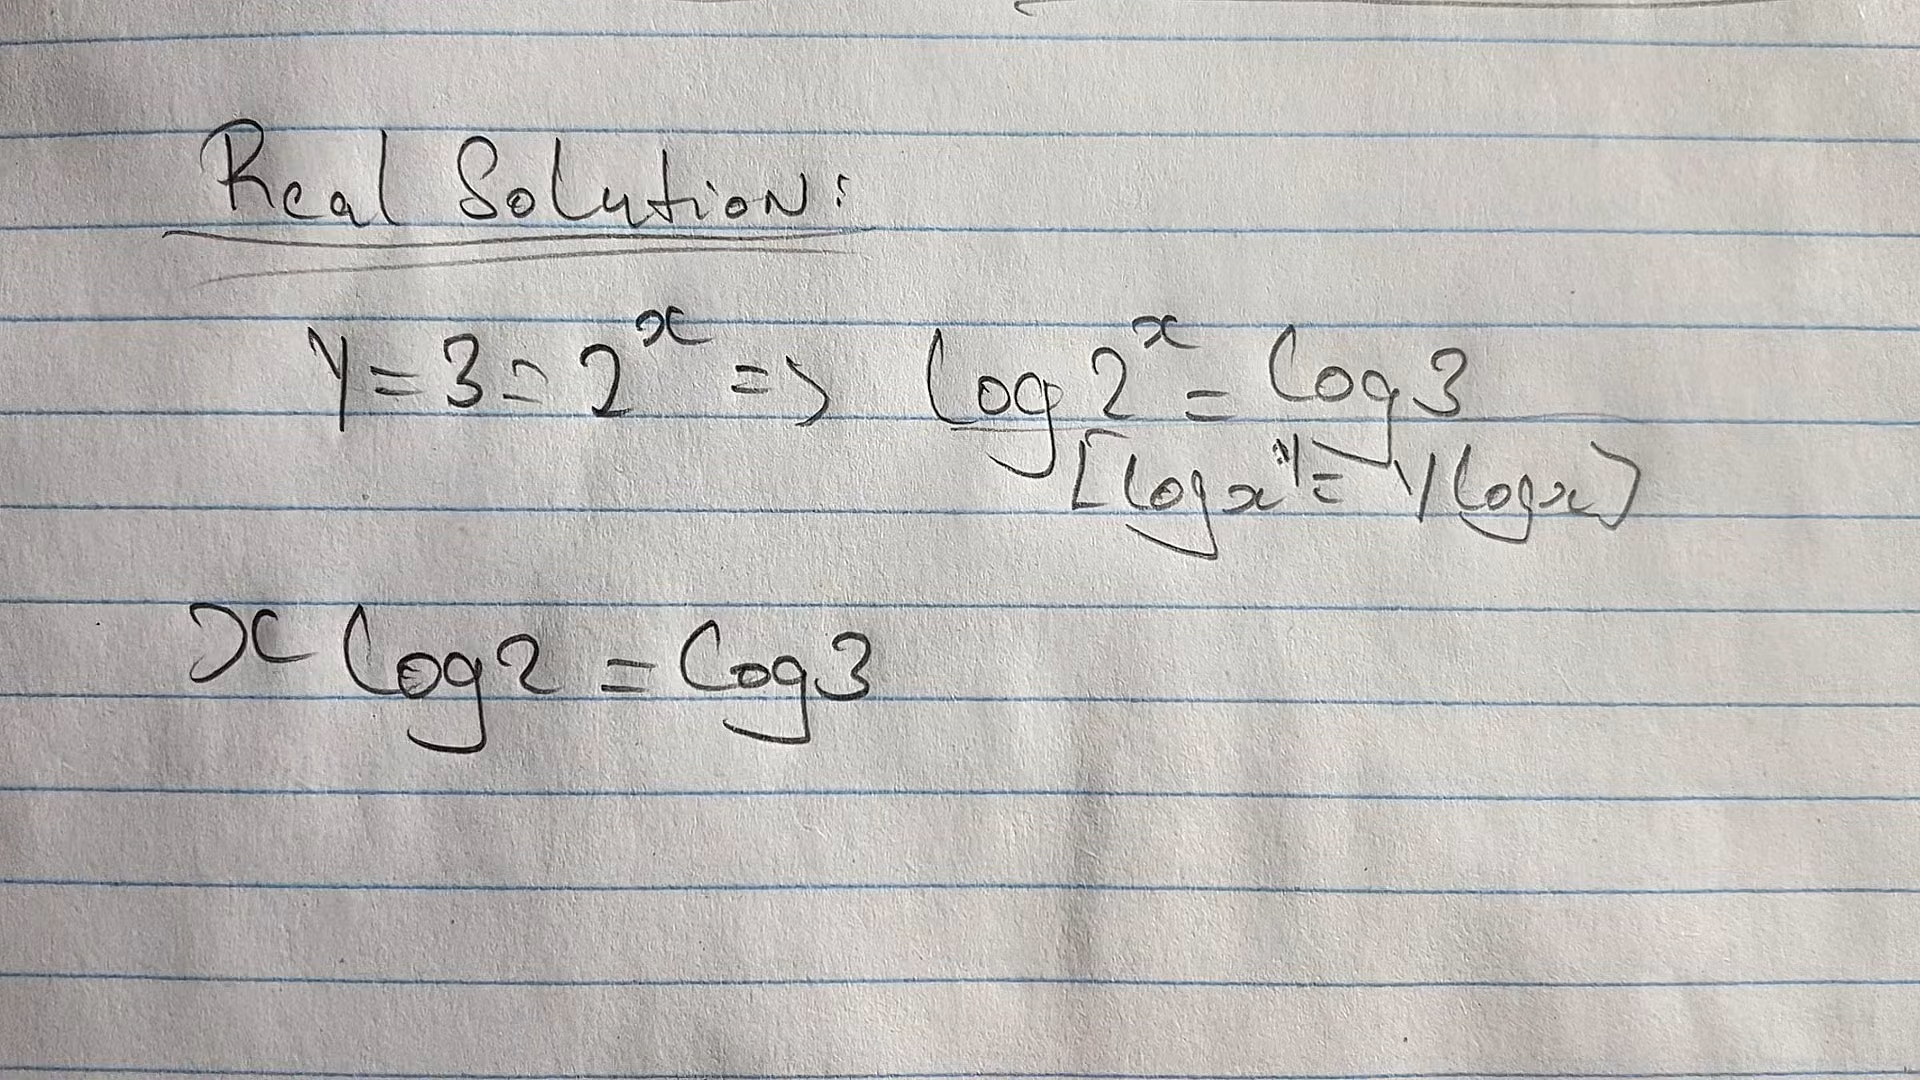 Real Solution:
y = 3 = 2^x => log 2^x = log 3
[log x^y = y log x]
x log 2 = log 3